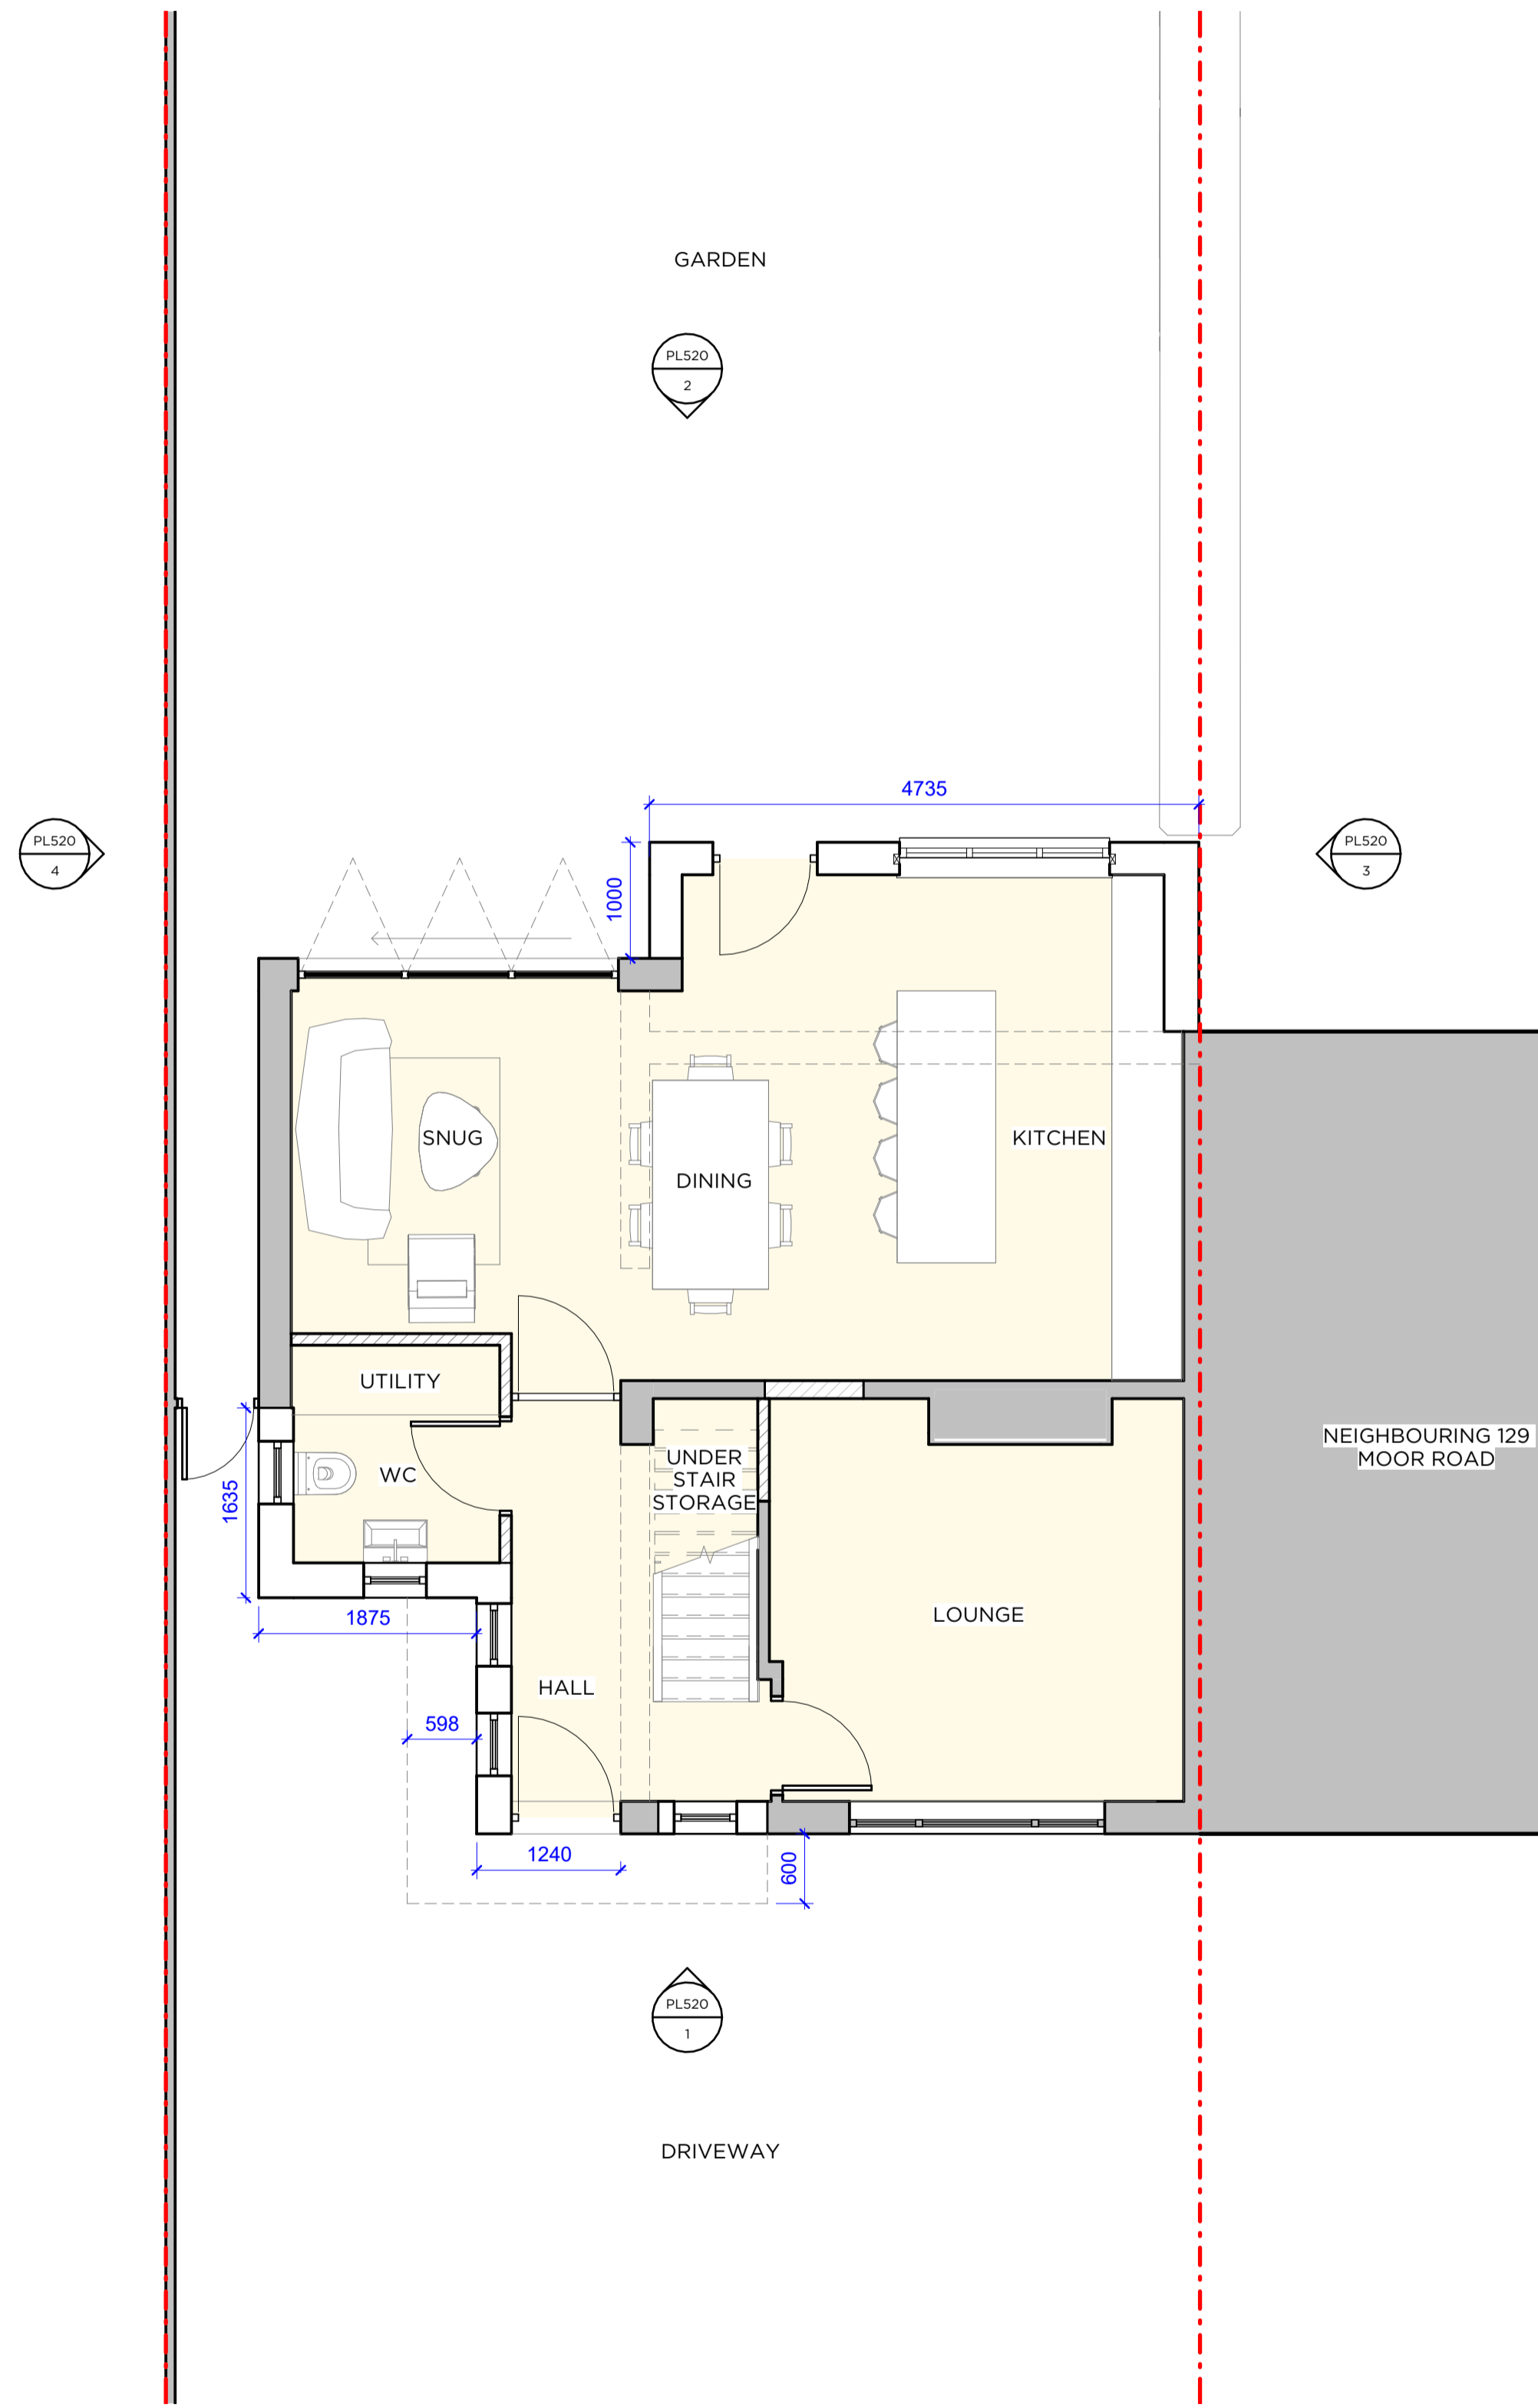 GARDEN
PL520
2
4735
PL520
4
PL520
3
1000
SNUG
KITCHEN
DINING
UTILITY
NEIGHBOURING 129
MOOR ROAD
UNDER
STAIR
STORAGE
WC
1635
1875
LOUNGE
HALL
598
1240
600
PL520
1
DRIVEWAY